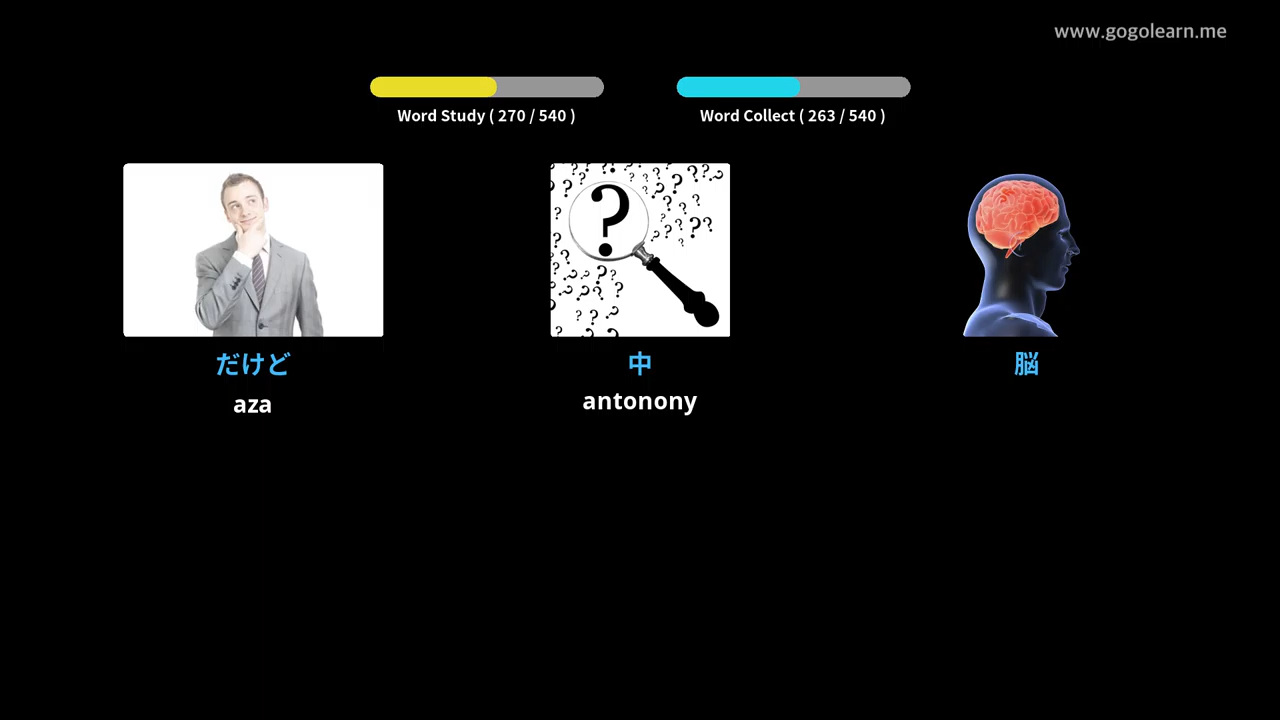 www.gogolearn.me
Word Study ( 270 / 540 )
Word Collect ( 263 / 540 )
だけど
aza
中
antonony
脳